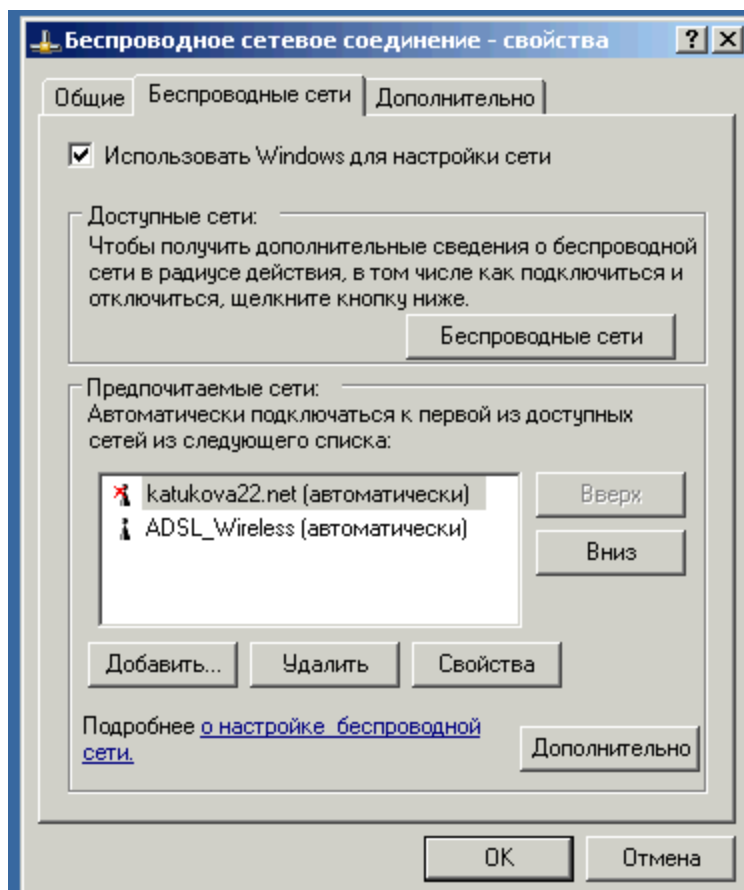 Беспроводное сетевое соединение - свойства
Общие
Беспроводные сети
Дополнительно
Использовать Windows для настройки сети
Доступные сети:
Чтобы получить дополнительные сведения о беспроводной
сети в радиусе действия, в том числе как подключиться и
отключиться, щелкните кнопку ниже.
Беспроводные сети
Предпочитаемые сети:
Автоматически подключаться к первой из доступных
сетей из следующего списка:
katukova22.net (автоматически)
Вверх
ADSL_Wireless (автоматически)
Вниз
Добавить...
Удалить
Свойства
Подробнее о настройке беспроводной
сети.
Дополнительно
OK
Отмена